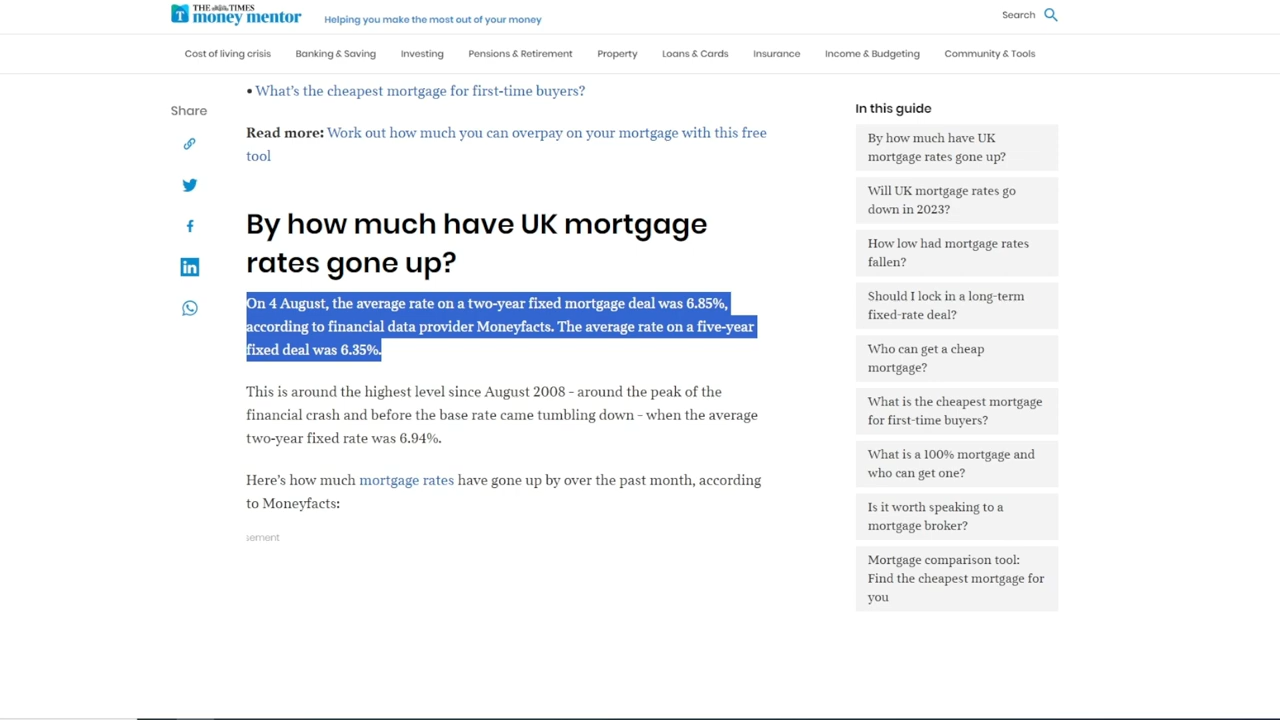 THE TIMES
money mentor
Helping you make the most out of your money
Search
Cost of living crisis
Banking & Saving
Investing
Pensions & Retirement
Property
Loans & Cards
Insurance
Income & Budgeting
Community & Tools
Share
• What's the cheapest mortgage for first-time buyers?
Read more: Work out how much you can overpay on your mortgage with this free
tool
By how much have UK mortgage
rates gone up?
On 4 August, the average rate on a two-year fixed mortgage deal was 6.85%,
according to financial data provider Moneyfacts. The average rate on a five-year
fixed deal was 6.35%.
This is around the highest level since August 2008 – around the peak of the
financial crash and before the base rate came tumbling down – when the average
two-year fixed rate was 6.94%.
Here's how much mortgage rates have gone up by over the past month, according
to Moneyfacts:
sement
In this guide
By how much have UK
mortgage rates gone up?
Will UK mortgage rates go
down in 2023?
How low had mortgage rates
fallen?
Should I lock in a long-term
fixed-rate deal?
Who can get a cheap
mortgage?
What is the cheapest mortgage
for first-time buyers?
What is a 100% mortgage and
who can get one?
Is it worth speaking to a
mortgage broker?
Mortgage comparison tool:
Find the cheapest mortgage for
you